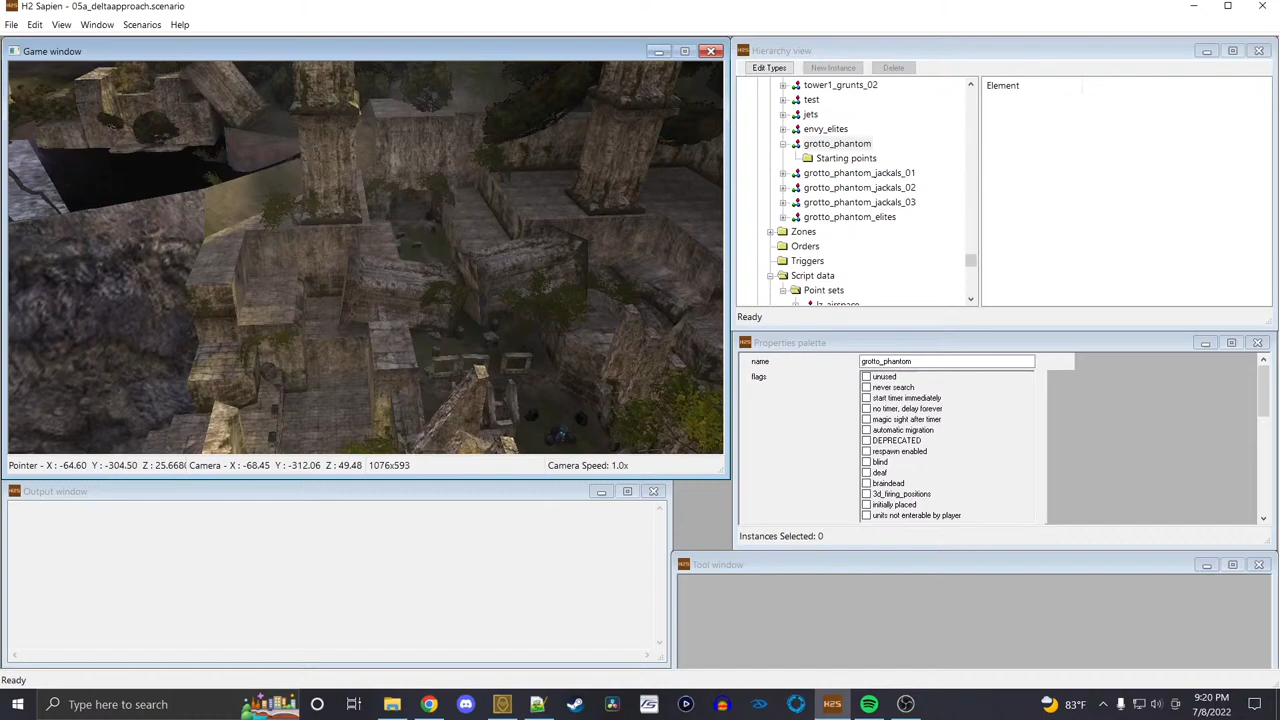 H2 Sapien - 05a_deltaapproach.scenario
File Edit View Window Scenarios Help
Game window
Pointer - X : -64.60 Y : -304.50 Z : 25.668 Camera - X : -68.45 Y : -312.06 Z : 49.48 1076x593 Camera Speed: 1.0x
Hierarchy view
Edit Types New Instance Delete
tower1_grunts_02
test
jets
envy_elites
grotto_phantom
Starting points
grotto_phantom_jackals_01
grotto_phantom_jackals_02
grotto_phantom_jackals_03
grotto_phantom_elites
Zones
Orders
Triggers
Script data
Point sets
lz_airspace
Element
Ready
Properties palette
name grotto_phantom
flags unused
never search
start timer immediately
no timer, delay forever
magic sight after timer
automatic migration
DEPRECATED
respawn enabled
blind
deaf
braindead
3d_firing_positions
initially placed
units not enterable by player
Instances Selected: 0
Output window
Tool window
Ready
Type here to search
83°F
9:20 PM
7/8/2022